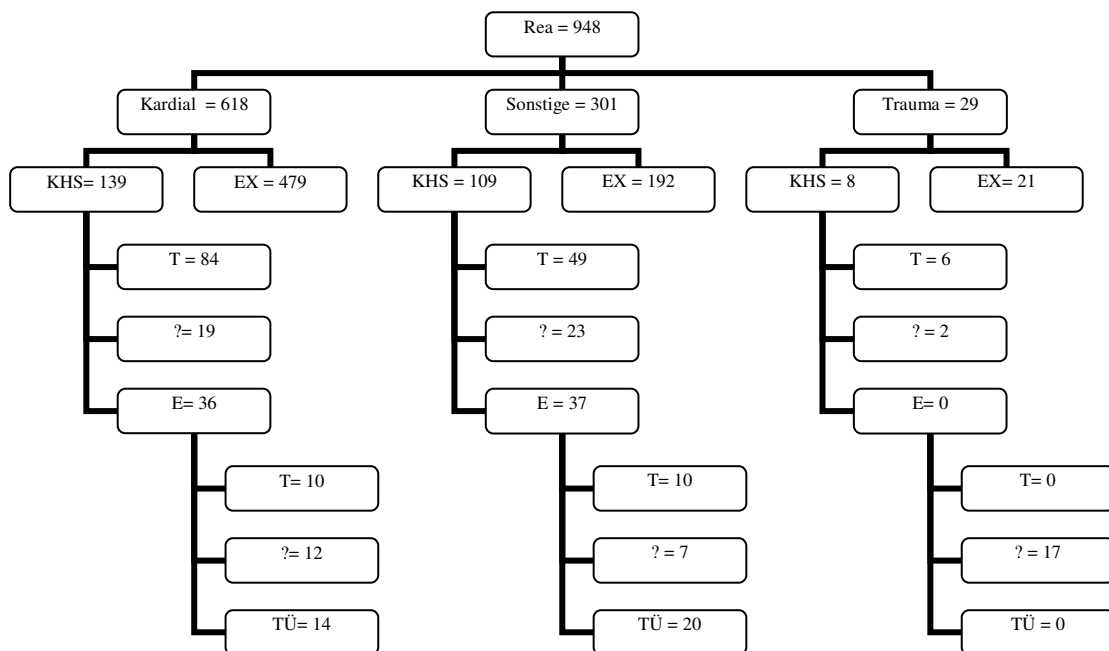 Rea = 948
Kardial = 618
Sonstige = 301
Trauma = 29
KHS= 139
EX = 479
KHS = 109
EX = 192
KHS = 8
EX= 21
T = 84
T = 49
T = 6
?= 19
? = 23
? = 2
E= 36
E = 37
E= 0
T= 10
T= 10
T= 0
?= 12
? = 7
? = 17
TÜ= 14
TÜ = 20
TÜ = 0